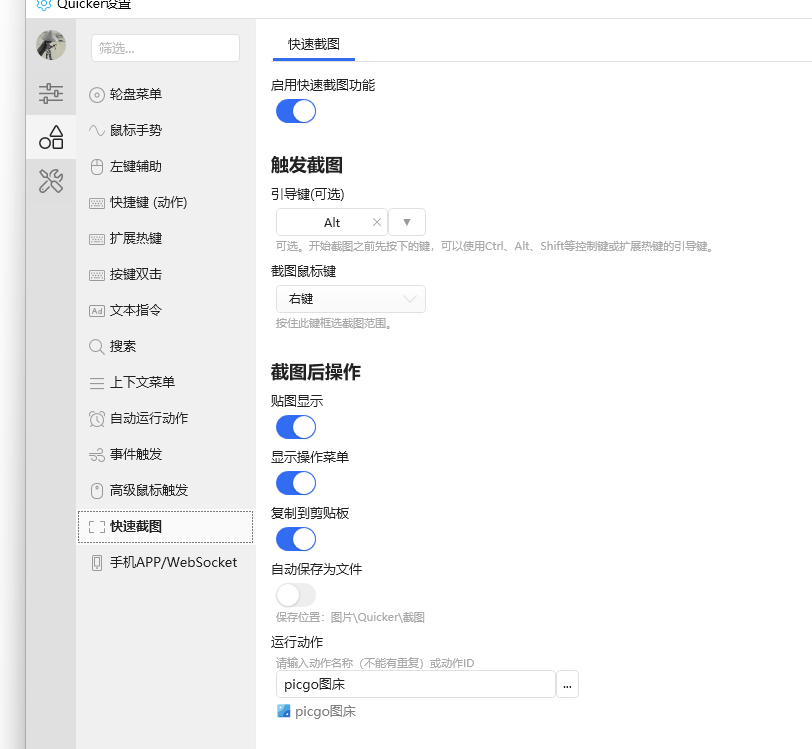 Quicker设置
筛选...
轮盘菜单
鼠标手势
左键辅助
快捷键 (动作)
扩展热键
按键双击
Ad 文本指令
搜索
上下文菜单
自动运行动作
事件触发
高级鼠标触发
快速截图
手机APP/WebSocket
快速截图
启用快速截图功能
触发截图
引导键(可选)
Alt
可选。开始截图之前先按下的键，可以使用Ctrl、Alt、Shift等控制键或扩展热键的引导键。
截图鼠标键
右键
按住此键框选截图范围。
截图后操作
贴图显示
显示操作菜单
复制到剪贴板
自动保存为文件
保存位置：图片\Quicker\截图
运行动作
请输入动作名称（不能有重复）或动作ID
picgo图床
...
picgo图床